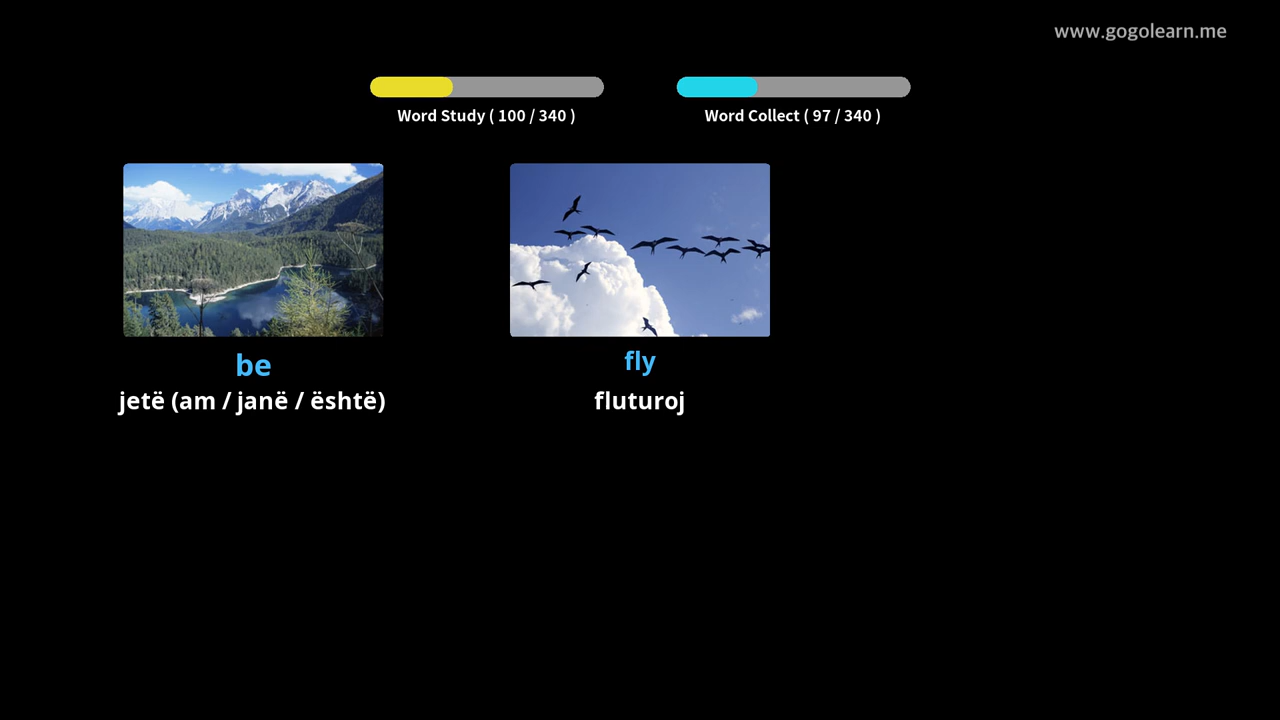 www.gogolearn.me
Word Study ( 100 / 340 )
Word Collect ( 97 / 340 )
be
jetë (am / janë / është)
fly
fluturoj